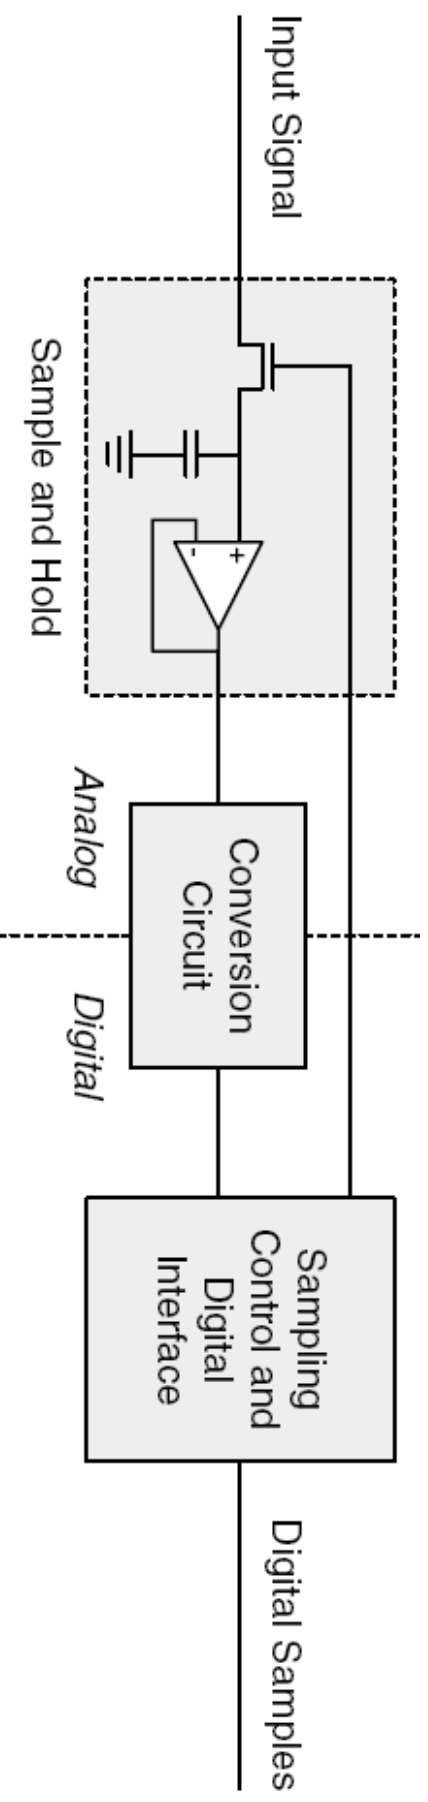 Input Signal
Sample and Hold
+
-
Analog
Conversion
Circuit
Digital
Sampling
Control and
Digital
Interface
Digital Samples